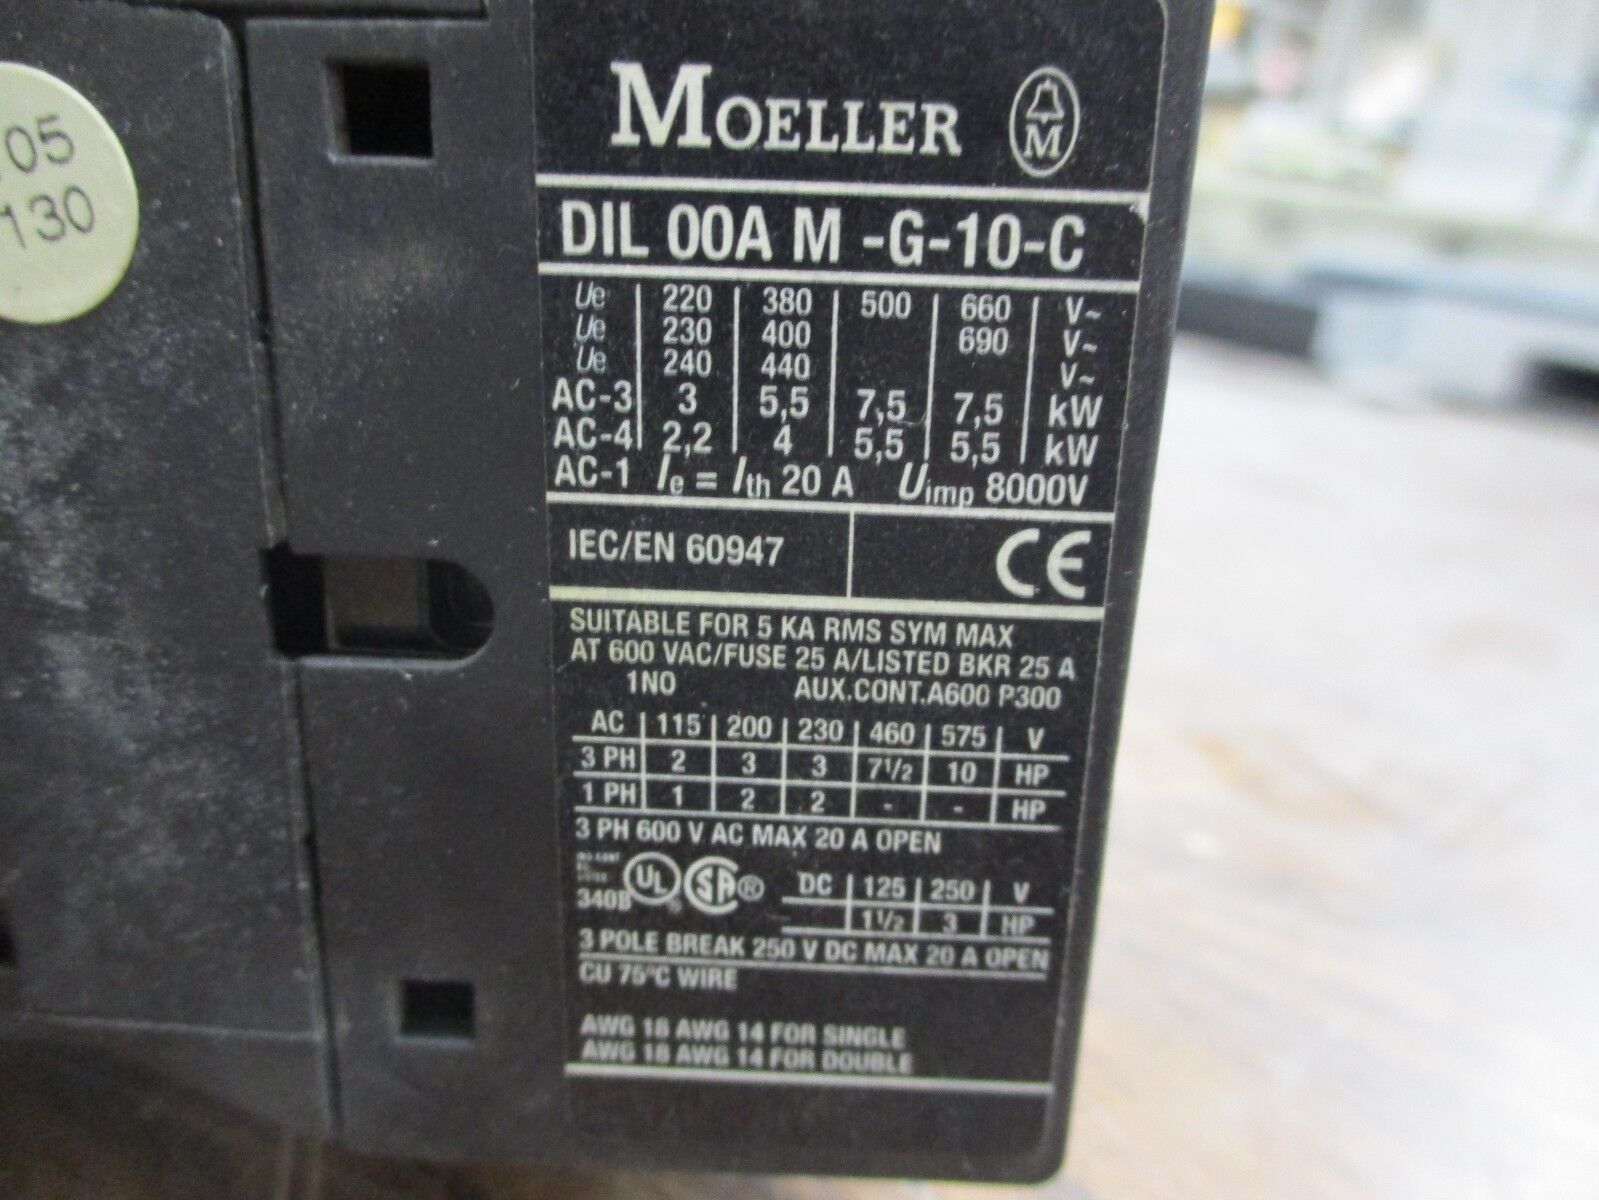 05
130
MOELLER
M
DIL 00A M -G-10-C
Ue 220 380 500 660 V~
Ue 230 400 690 V~
Ue 240 440 V~
AC-3 3 5,5 7,5 7,5 kW
AC-4 2,2 4 5,5 5,5 kW
AC-1 Ie = Ith 20 A Uimp 8000V
IEC/EN 60947 CE
SUITABLE FOR 5 KA RMS SYM MAX
AT 600 VAC/FUSE 25 A/LISTED BKR 25 A
1NO AUX.CONT.A600 P300
AC 115 200 230 460 575 V
3 PH 2 3 3 7 1/2 10 HP
1 PH 1 2 2 - - HP
3 PH 600 V AC MAX 20 A OPEN
340B UL SA ®
DC 125 250 V
1 1/2 3 HP
3 POLE BREAK 250 V DC MAX 20 A OPEN
CU 75°C WIRE
AWG 18 AWG 14 FOR SINGLE
AWG 18 AWG 14 FOR DOUBLE